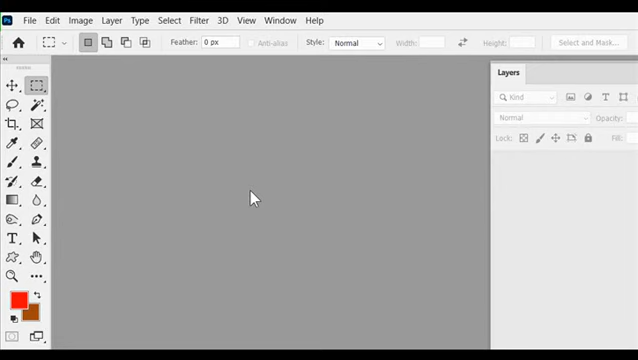 Ps File Edit Image Layer Type Select Filter 3D View Window Help
Feather: 0 px Anti-alias Style: Normal Width: Height: Select and Mask...
Layers
Kind
Normal Opacity:
Lock: Fill: